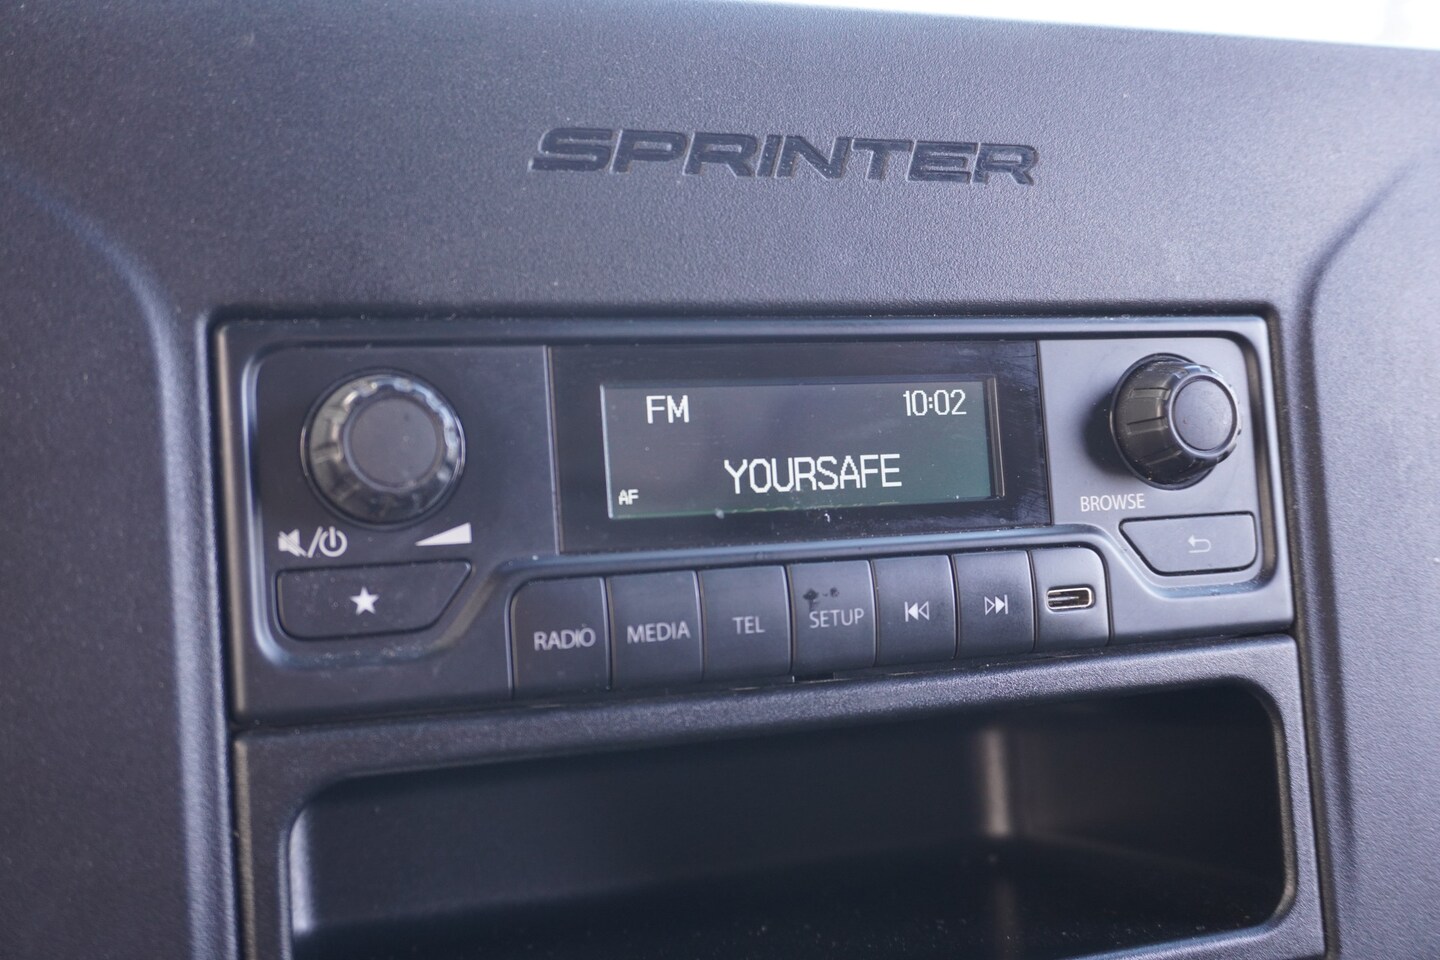 SPRINTER
FM 10:02
YOURSAFE
AF
BROWSE
RADIO MEDIA TEL SETUP